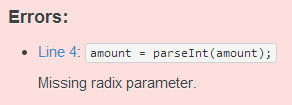 Errors:
Line 4: amount = parseInt(amount);
Missing radix parameter.